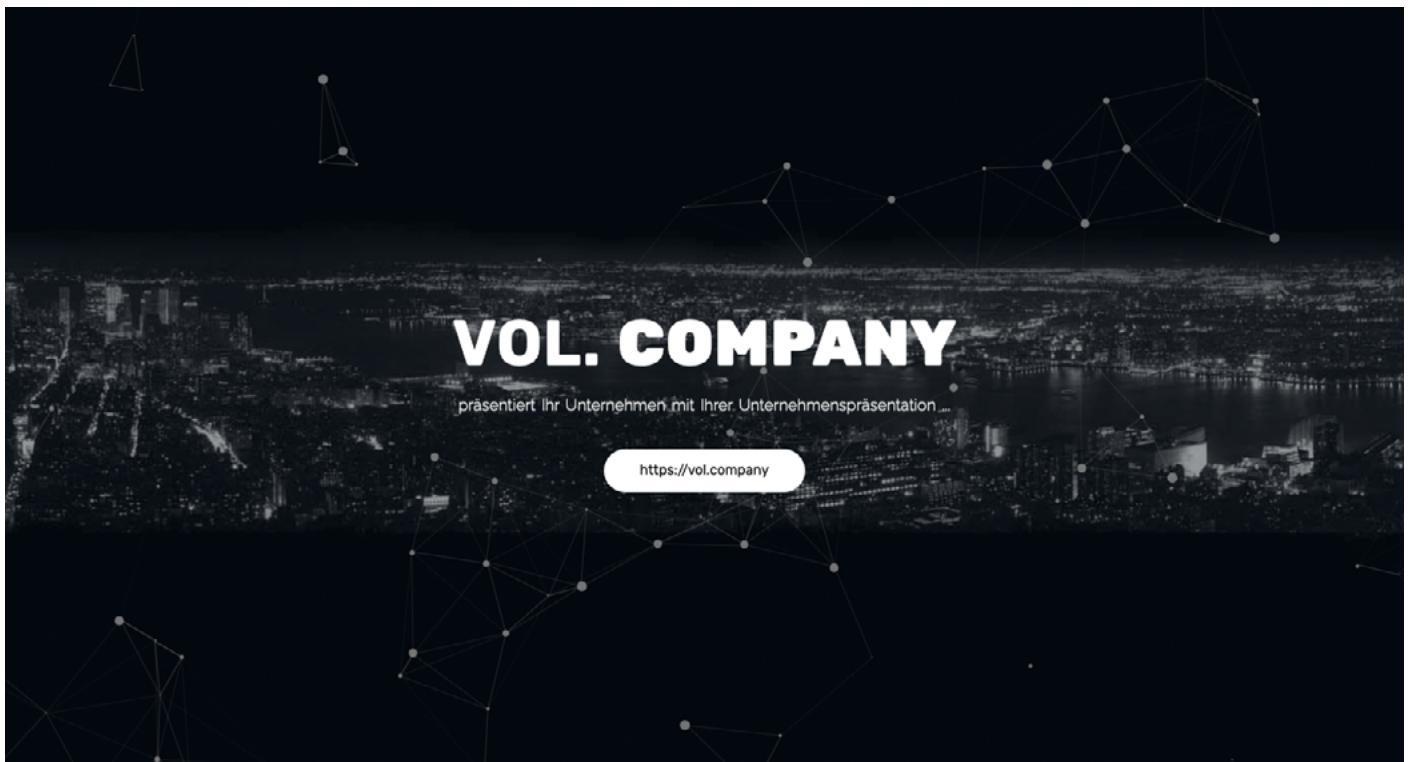 VOL. COMPANY
präsentiert Ihr Unternehmen mit Ihrer Unternehmenspräsentation ...
https://vol.company